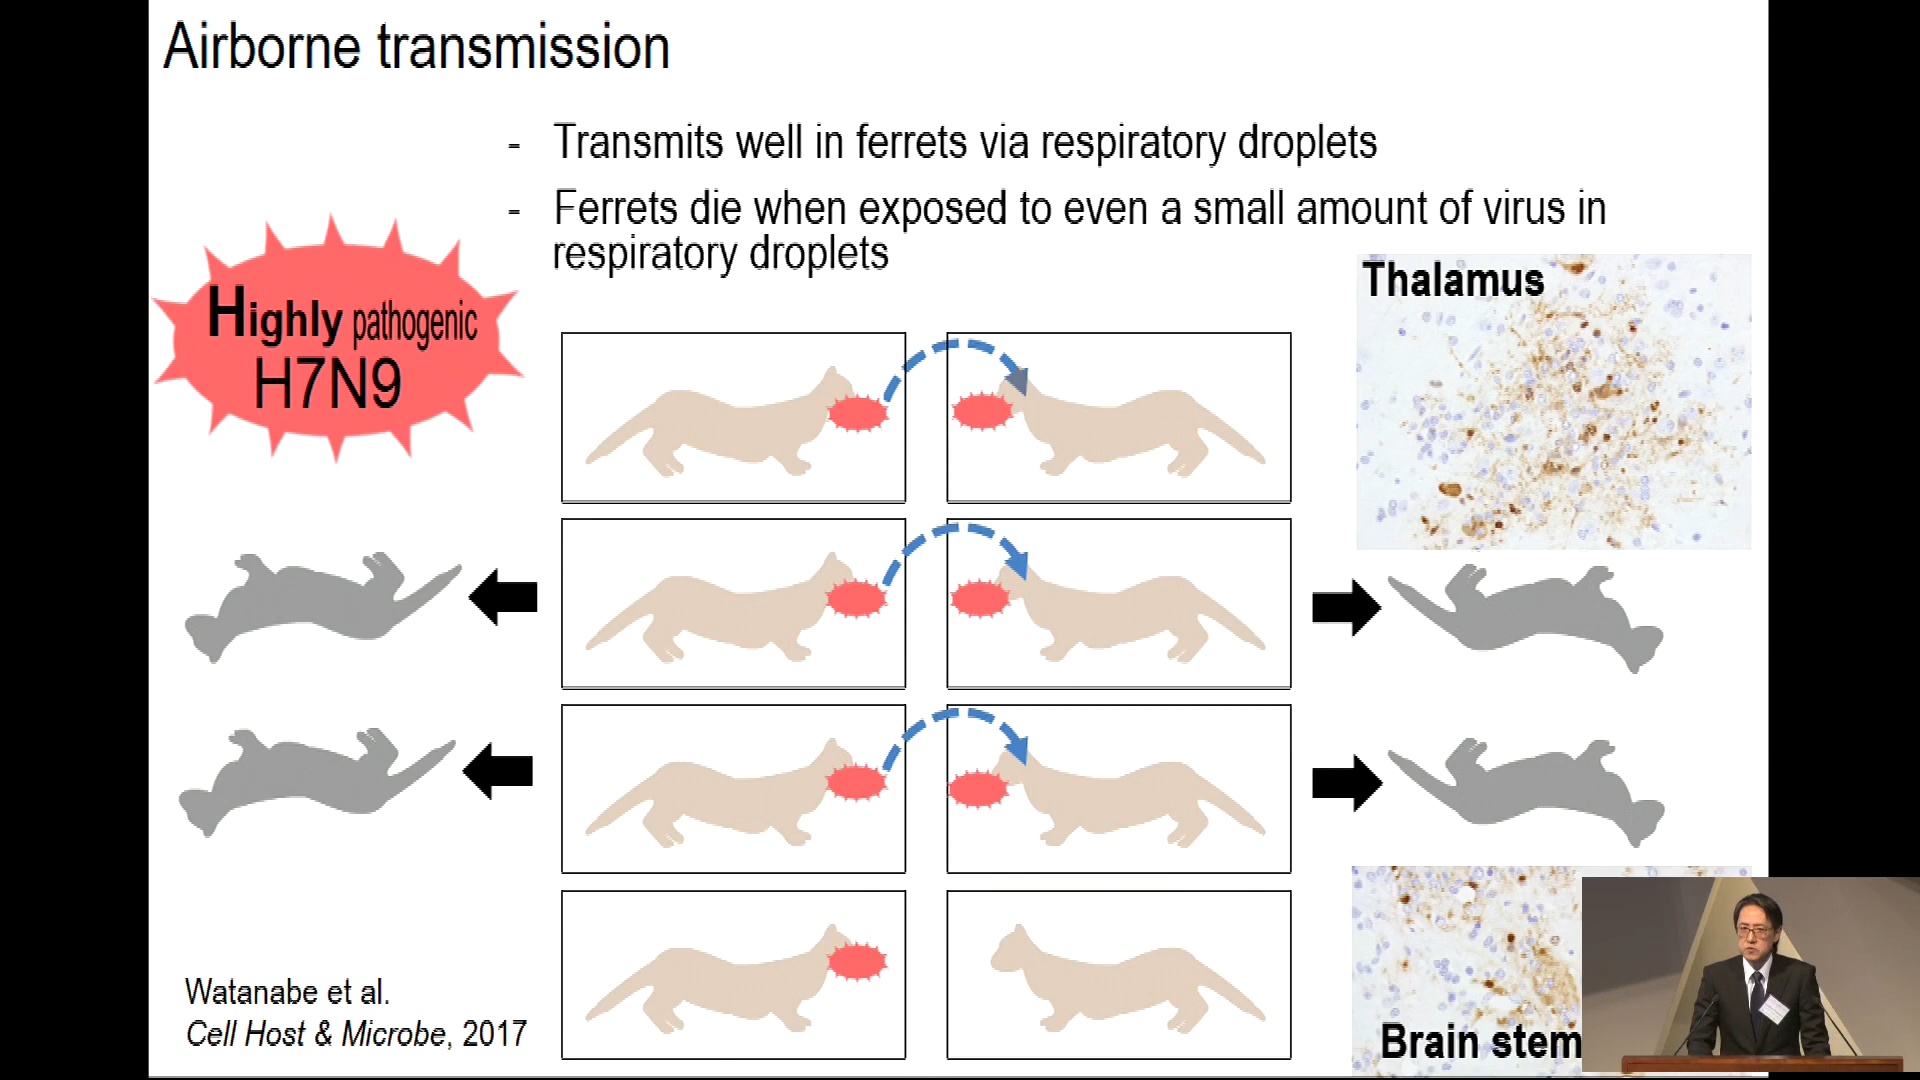 Airborne transmission
- Transmits well in ferrets via respiratory droplets
- Ferrets die when exposed to even a small amount of virus in
respiratory droplets
Highly pathogenic
H7N9
Thalamus
Watanabe et al.
Cell Host & Microbe, 2017
Brain stem